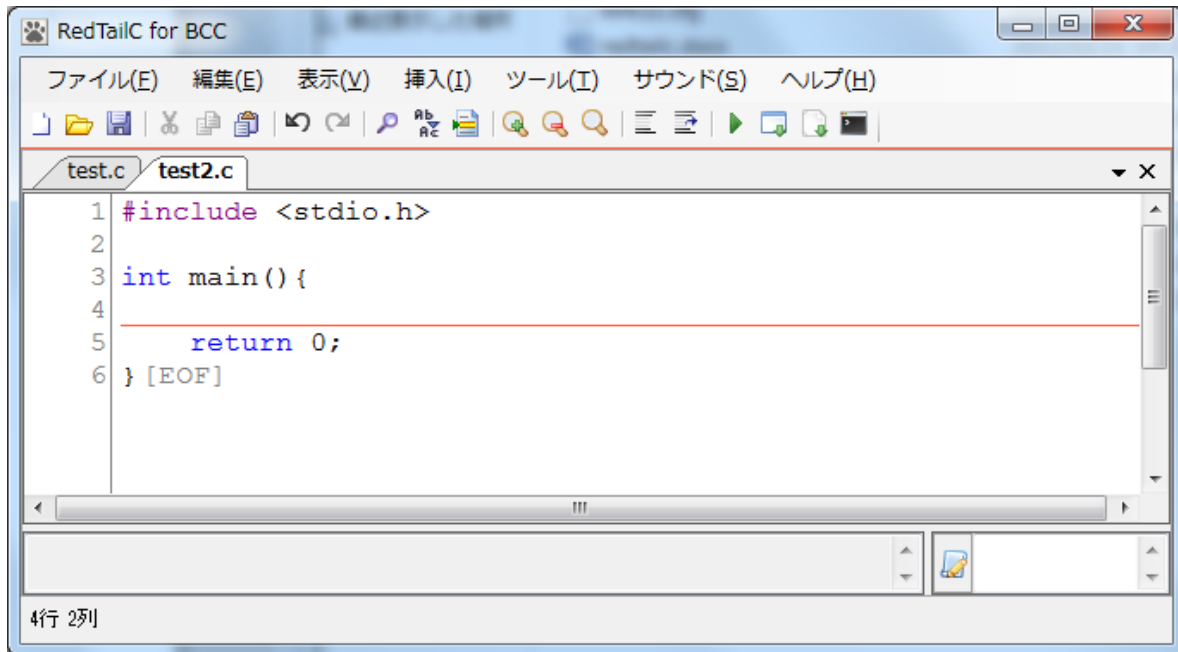 RedTailC for BCC
ファイル(F) 編集(E) 表示(V) 挿入(I) ツール(T) サウンド(S) ヘルプ(H)
test.c test2.c
1 #include <stdio.h>
2
3 int main(){
4
5 return 0;
6 }[EOF]
4行 2列